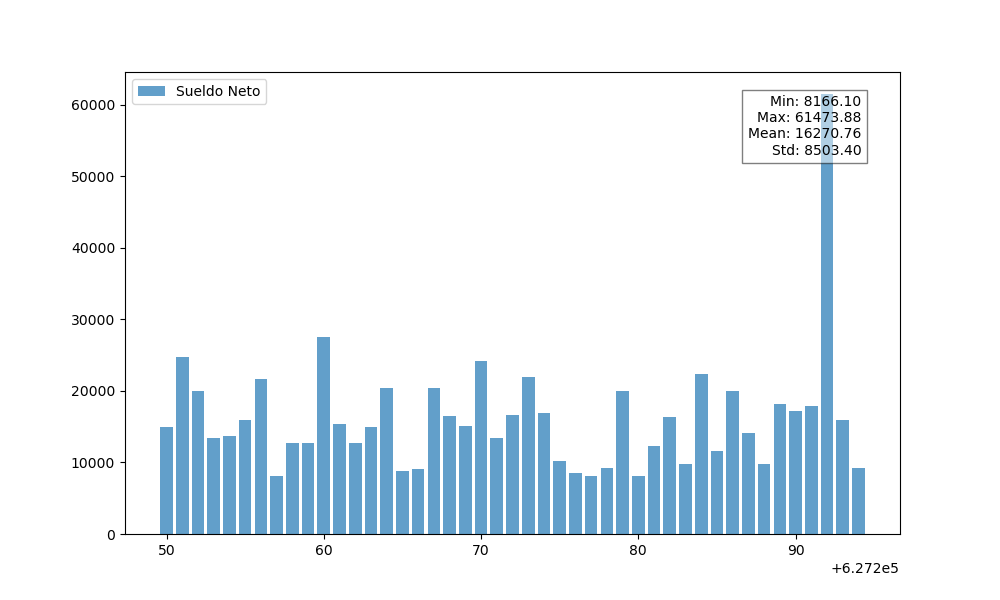 Sueldo Neto
Min: 8166.10
Max: 61473.88
Mean: 16270.76
Std: 8503.40
60000
50000
40000
30000
20000
10000
0
50 60 70 80 90
+6.272e5